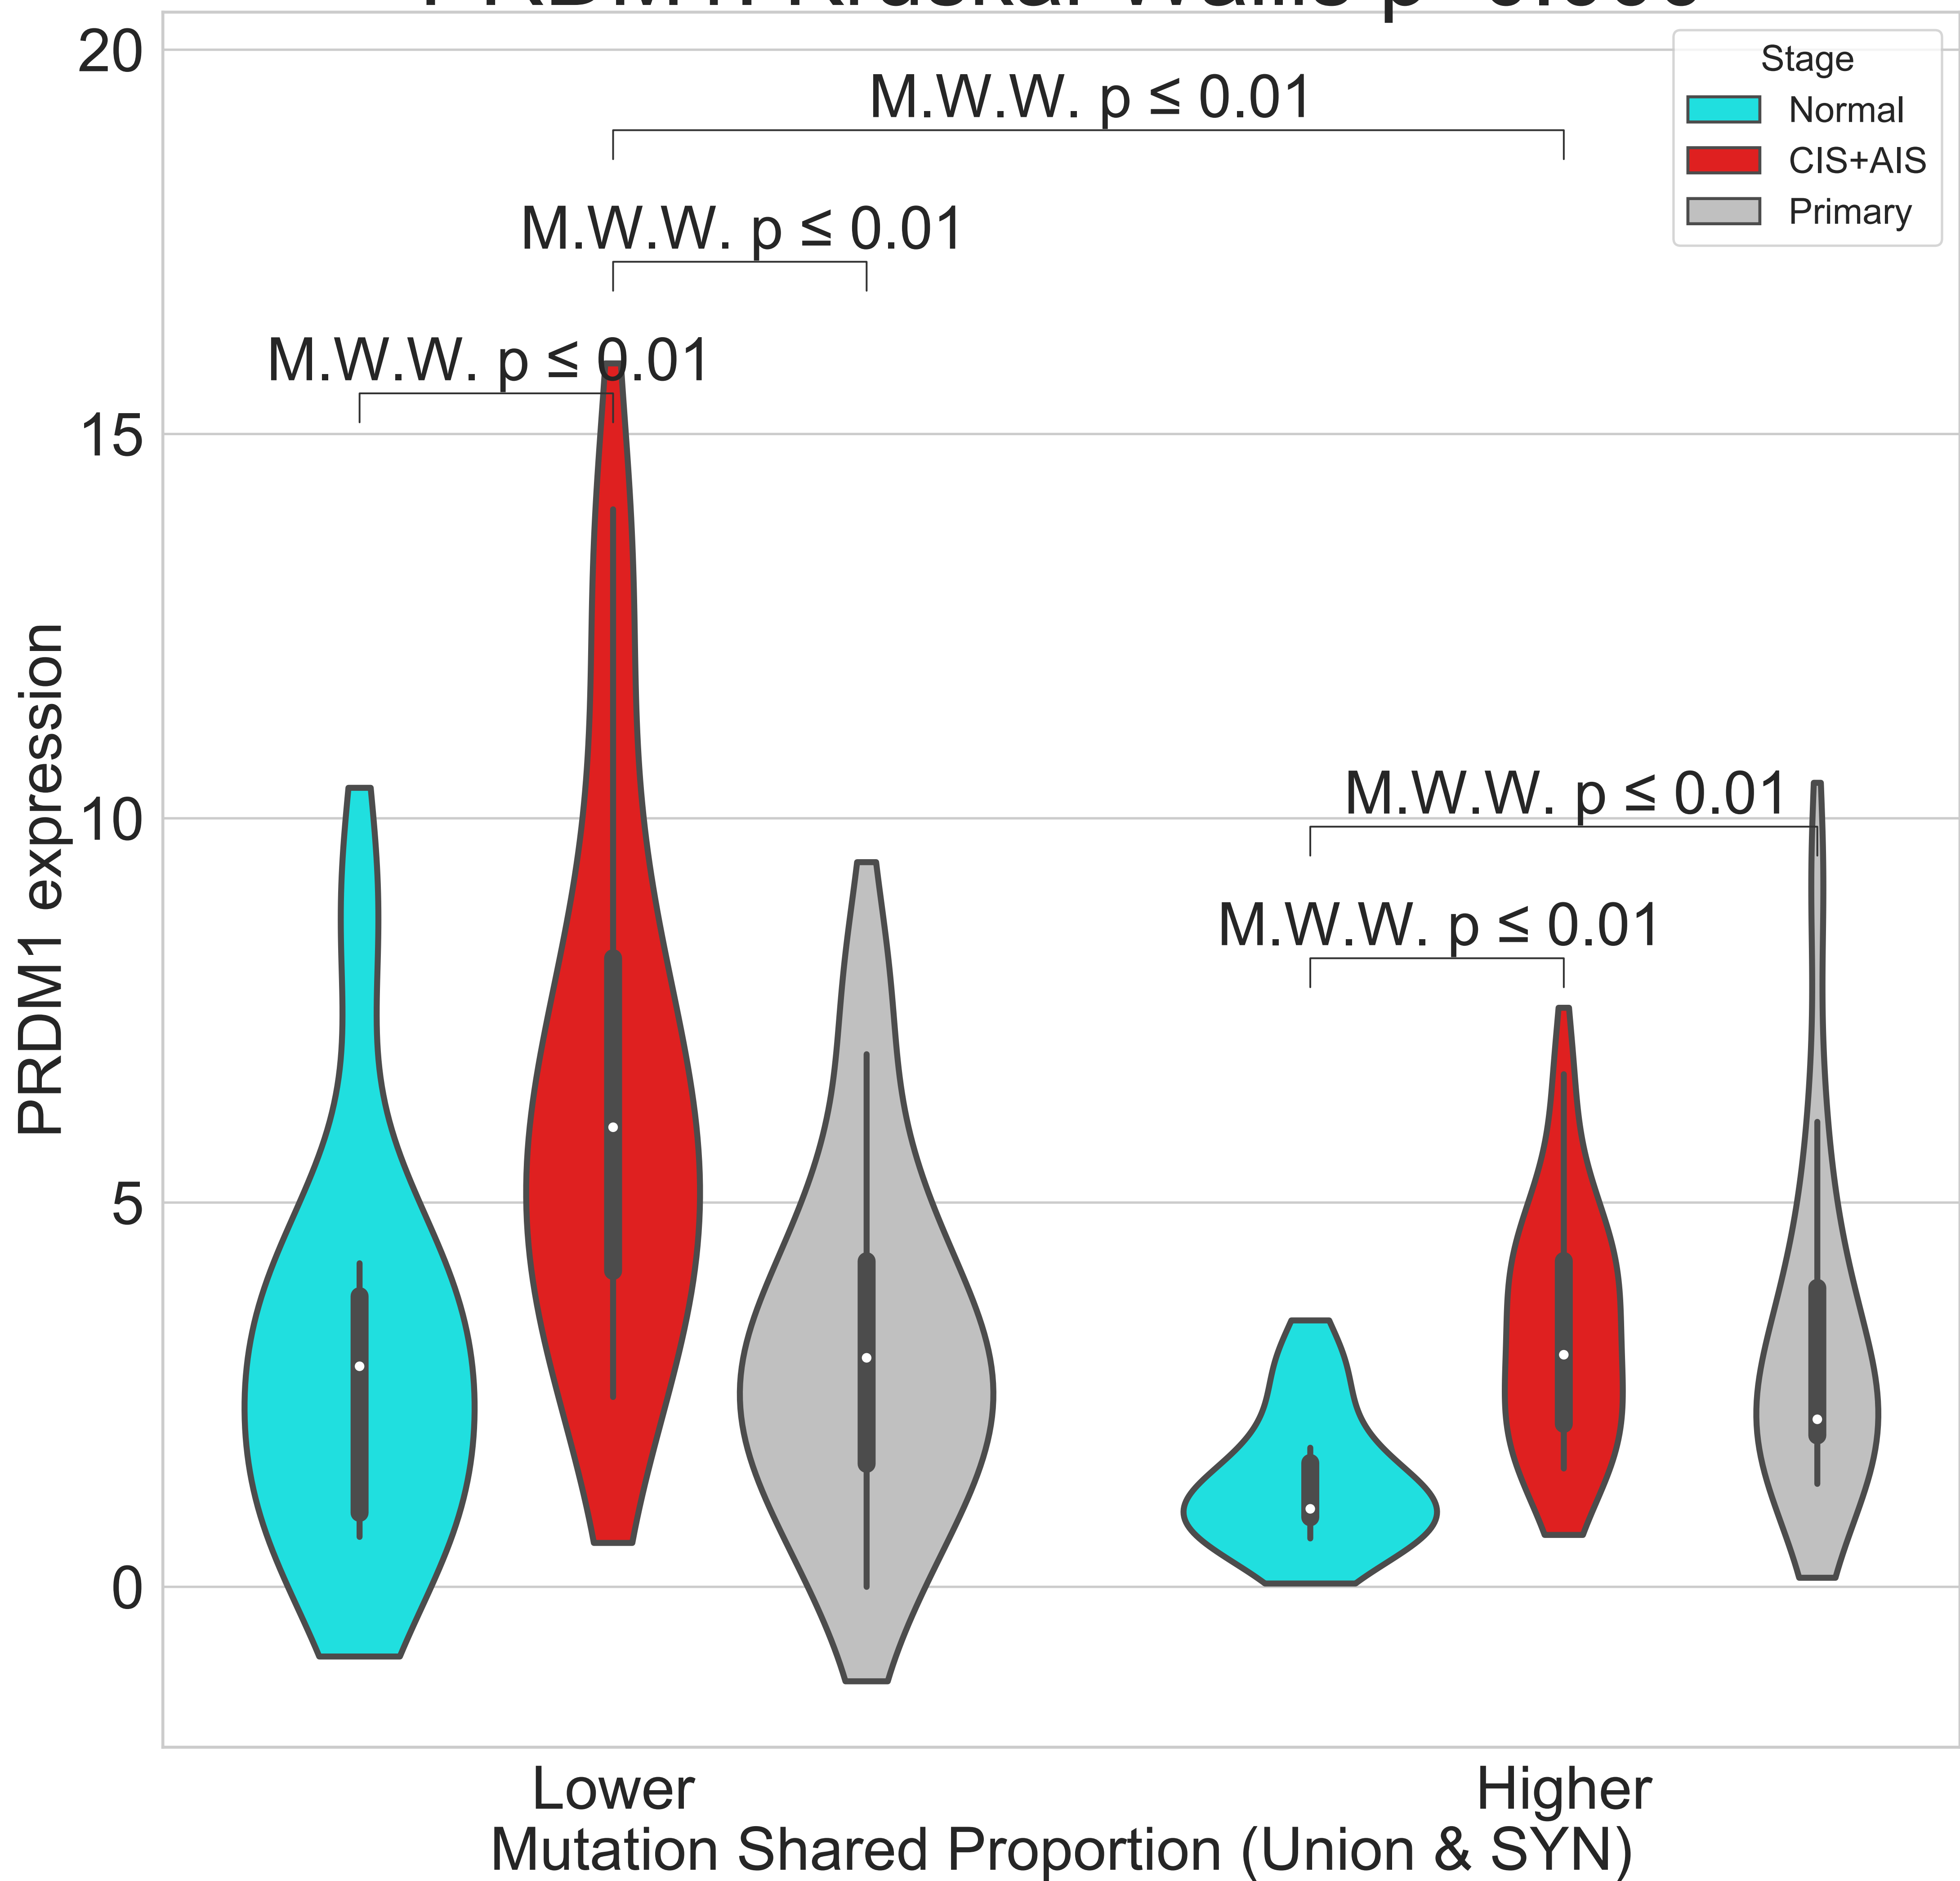 20
15
10
5
0
PRDM1 expression
M.W.W. p ≤ 0.01
M.W.W. p ≤ 0.01
M.W.W. p ≤ 0.01
M.W.W. p ≤ 0.01
M.W.W. p ≤ 0.01
Stage
Normal
CIS+AIS
Primary
Lower
Higher
Mutation Shared Proportion (Union & SYN)